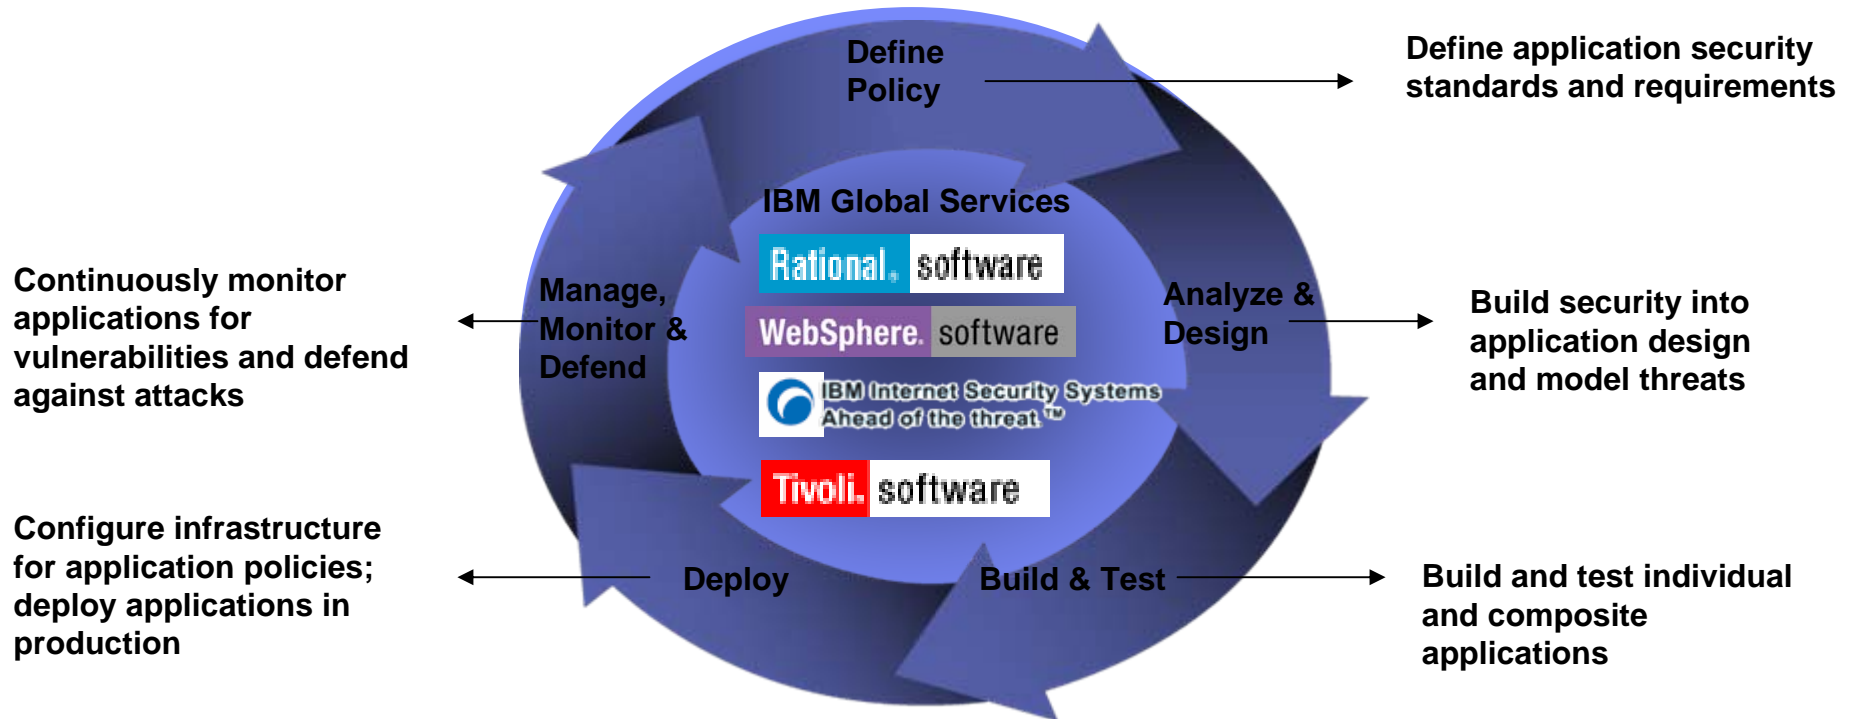 Define
Policy
Define application security
standards and requirements
IBM Global Services
Rational® software
WebSphere® software
IBM Internet Security Systems
Ahead of the threat.™
Tivoli® software
Analyze &
Design
Build security into
application design
and model threats
Build & Test
Build and test individual
and composite
applications
Deploy
Configure infrastructure
for application policies;
deploy applications in
production
Manage,
Monitor &
Defend
Continuously monitor
applications for
vulnerabilities and defend
against attacks